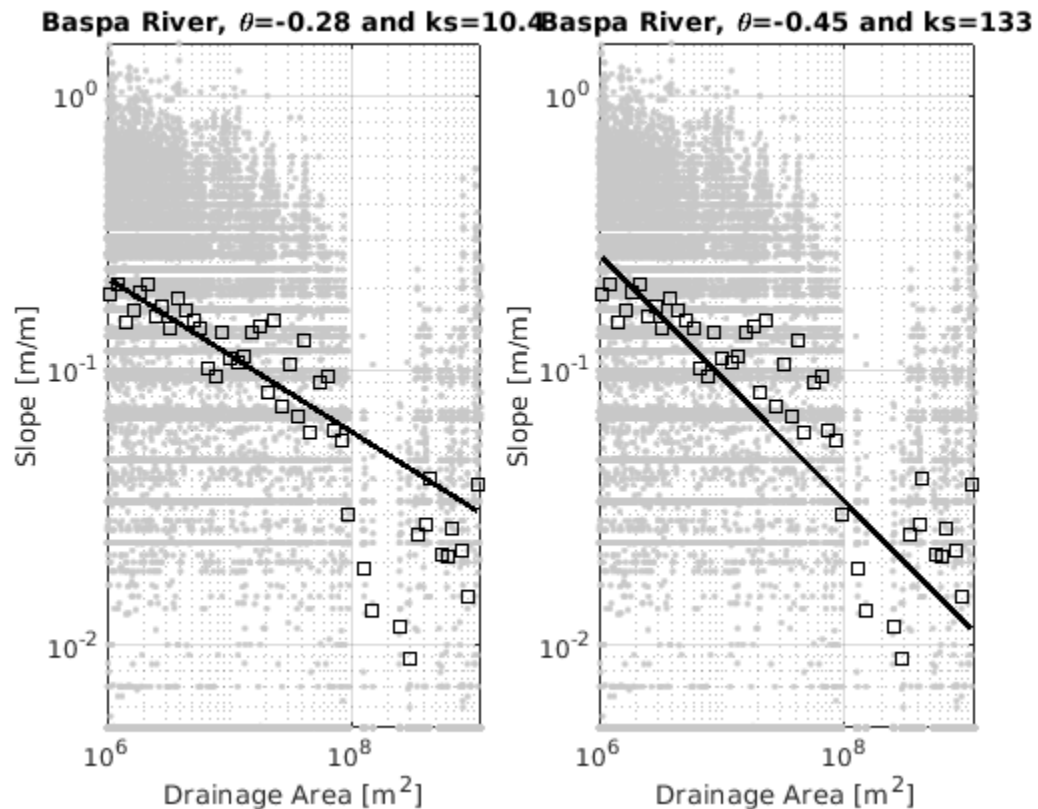 Baspa River, θ=-0.28 and ks=10.4
Slope [m/m]
10^0
10^-1
10^-2
10^6
10^8
Drainage Area [m^2]
Baspa River, θ=-0.45 and ks=133
Slope [m/m]
10^0
10^-1
10^-2
10^6
10^8
Drainage Area [m^2]